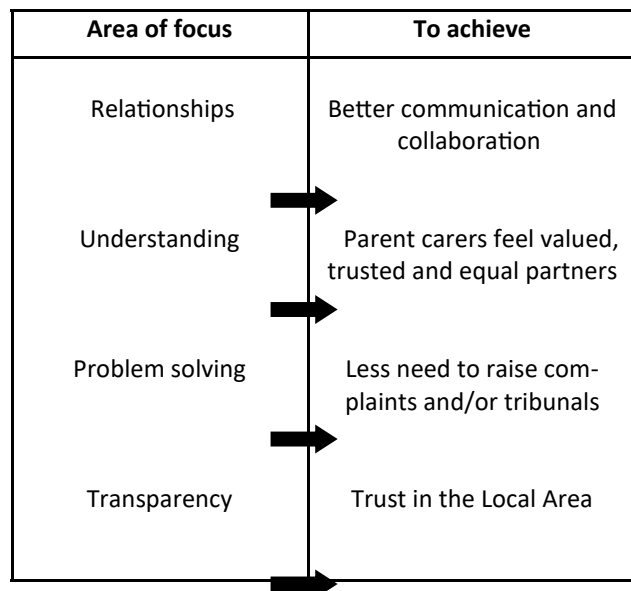 Area of focus
To achieve
Relationships
Better communication and
collaboration
Understanding
Parent carers feel valued,
trusted and equal partners
Problem solving
Less need to raise com-
plaints and/or tribunals
Transparency
Trust in the Local Area